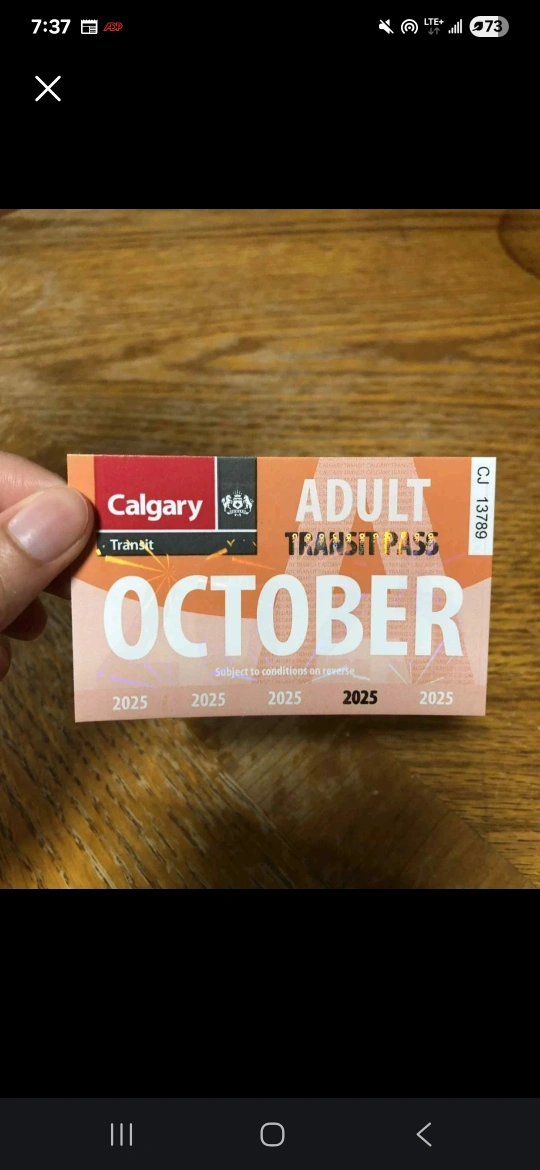 7:37 ADP LTE+ 73
Calgary
Transit
ADULT
TRANSIT PASS
CJ 13789
OCTOBER
Subject to conditions on reverse
2025 2025 2025 2025 2025